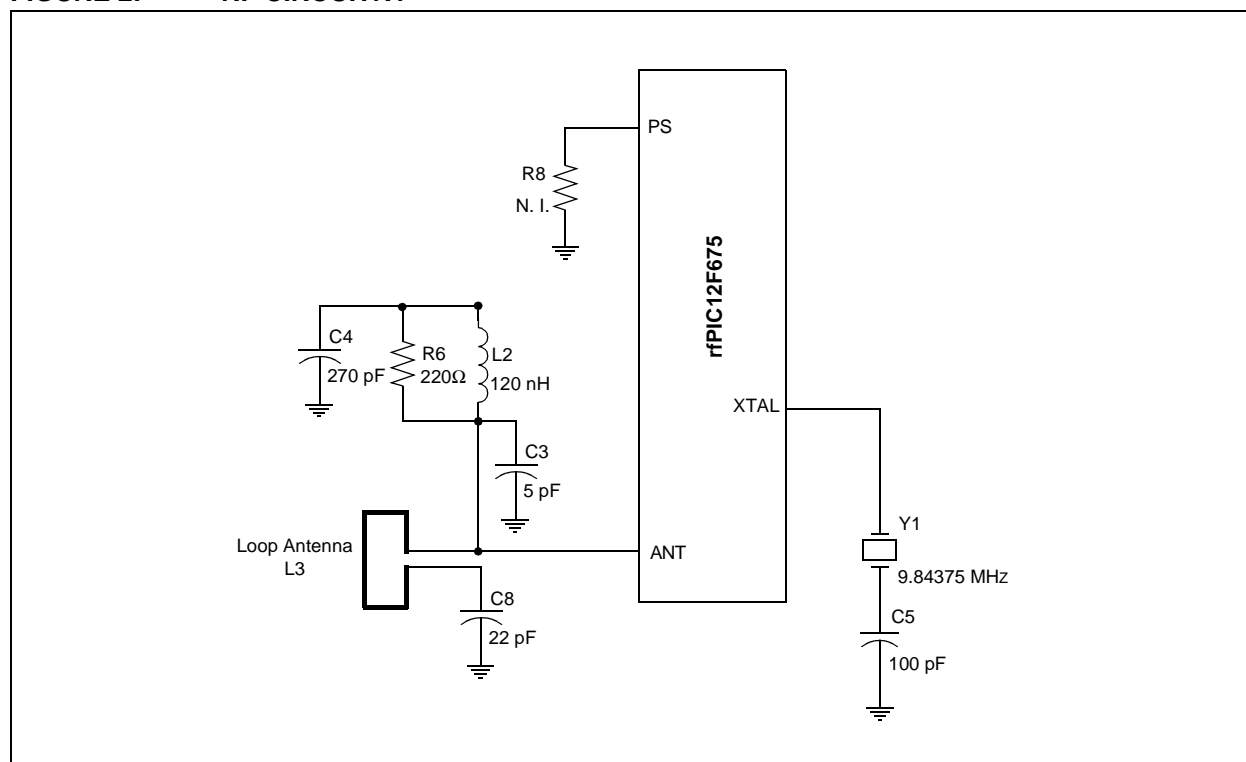 PS
R8
N. I.
rfPIC12F675
C4
270 pF
R6
220Ω
L2
120 nH
XTAL
C3
5 pF
Y1
9.84375 MHz
Loop Antenna
L3
ANT
C8
22 pF
C5
100 pF